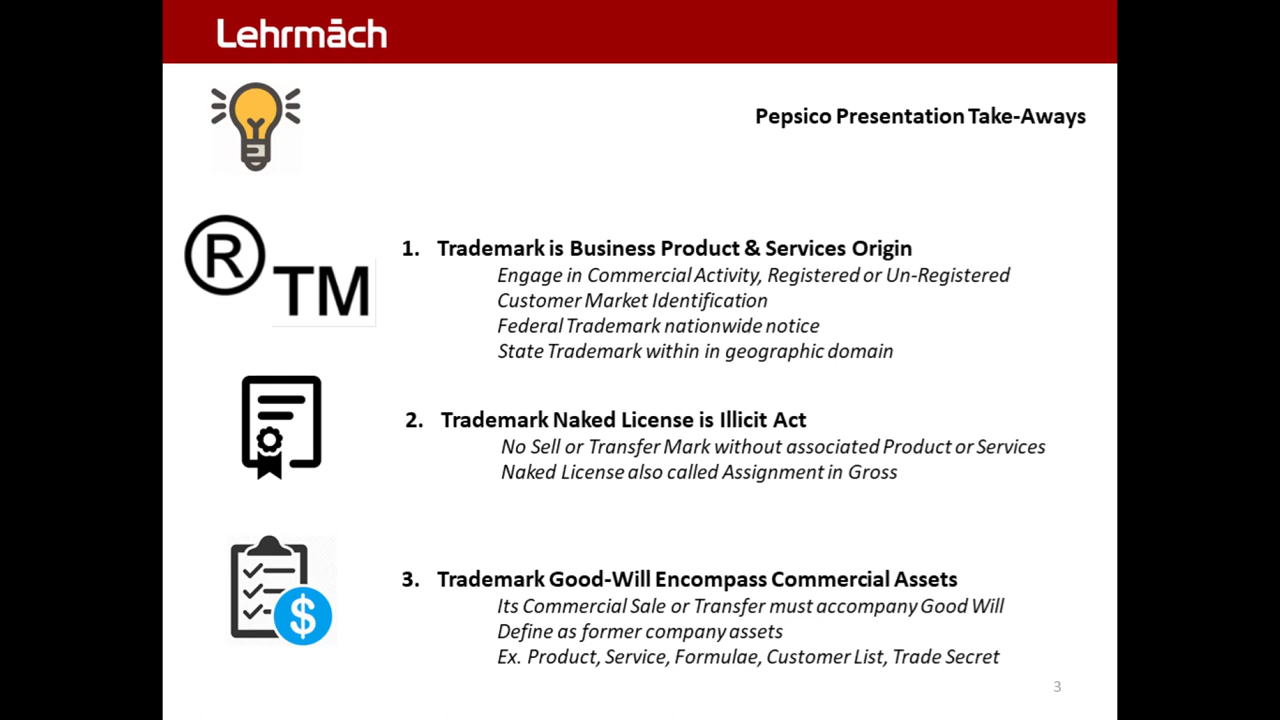 Lehrmāch
Pepsico Presentation Take-Aways
® TM
1. Trademark is Business Product & Services Origin
Engage in Commercial Activity, Registered or Un-Registered
Customer Market Identification
Federal Trademark nationwide notice
State Trademark within in geographic domain
2. Trademark Naked License is Illicit Act
No Sell or Transfer Mark without associated Product or Services
Naked License also called Assignment in Gross
3. Trademark Good-Will Encompass Commercial Assets
Its Commercial Sale or Transfer must accompany Good Will
Define as former company assets
Ex. Product, Service, Formulae, Customer List, Trade Secret
$
3